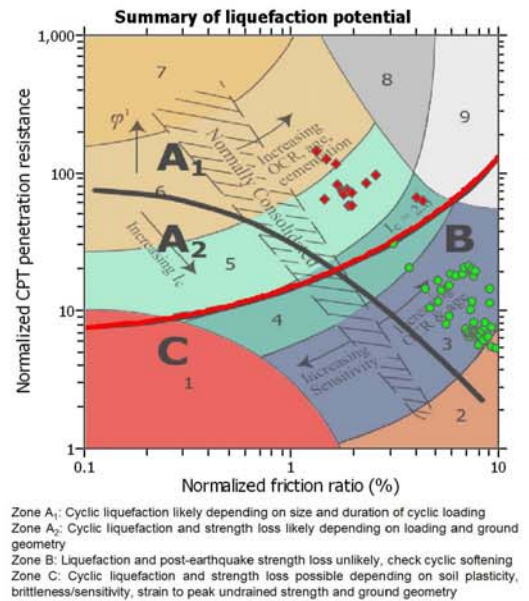 Summary of liquefaction potential
1,000
100
10
1
Normalized CPT penetration resistance
0.1
1
10
Normalized friction ratio (%)
7
8
9
φ'
A1
6
A2
5
4
B
3
C
1
2
Normally Consolidated
Increasing
OCR, age,
cementation
Increasing Ic
Increasing
Sensitivity
Increasing
Zone A1: Cyclic liquefaction likely depending on size and duration of cyclic loading
Zone A2: Cyclic liquefaction and strength loss likely depending on loading and ground
geometry
Zone B: Liquefaction and post-earthquake strength loss unlikely, check cyclic softening
Zone C: Cyclic liquefaction and strength loss possible depending on soil plasticity,
brittleness/sensitivity, strain to peak undrained strength and ground geometry